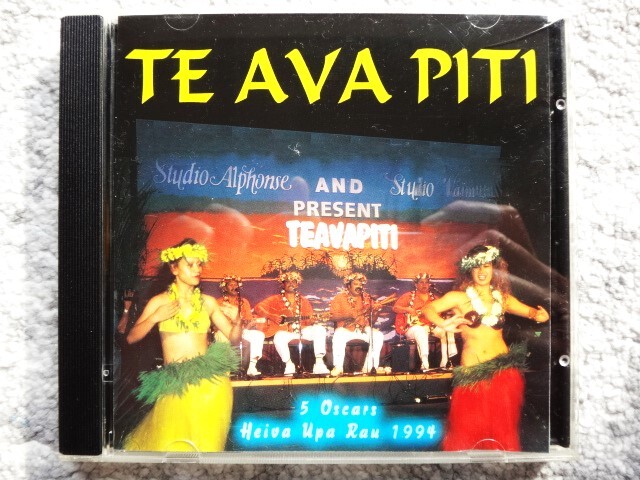 TE AVA PITI
Studio Alphonse AND Studio
PRESENT
TEAVAPITI
5 Oscars
Heiva Upa Rau 1994